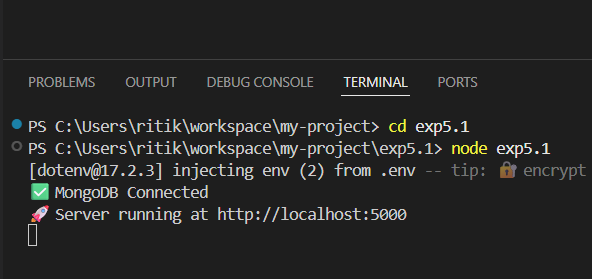 PROBLEMS OUTPUT DEBUG CONSOLE TERMINAL PORTS
PS C:\Users\ritik\workspace\my-project> cd exp5.1
PS C:\Users\ritik\workspace\my-project\exp5.1> node exp5.1
[dotenv@17.2.3] injecting env (2) from .env -- tip: 🔐 encrypt
✅ MongoDB Connected
🚀 Server running at http://localhost:5000